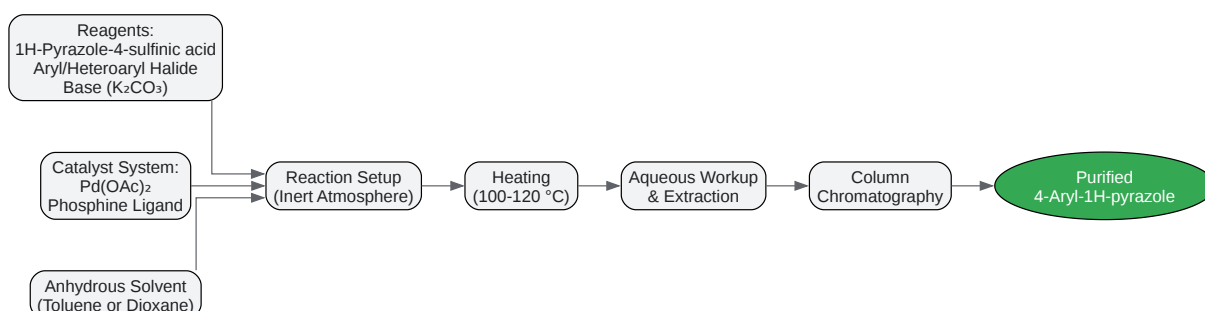 Reagents:
1H-Pyrazole-4-sulfinic acid
Aryl/Heteroaryl Halide
Base (K₂CO₃)
Catalyst System:
Pd(OAc)₂
Phosphine Ligand
Anhydrous Solvent
(Toluene or Dioxane)
Reaction Setup
(Inert Atmosphere)
Heating
(100-120 °C)
Aqueous Workup
& Extraction
Column
Chromatography
Purified
4-Aryl-1H-pyrazole